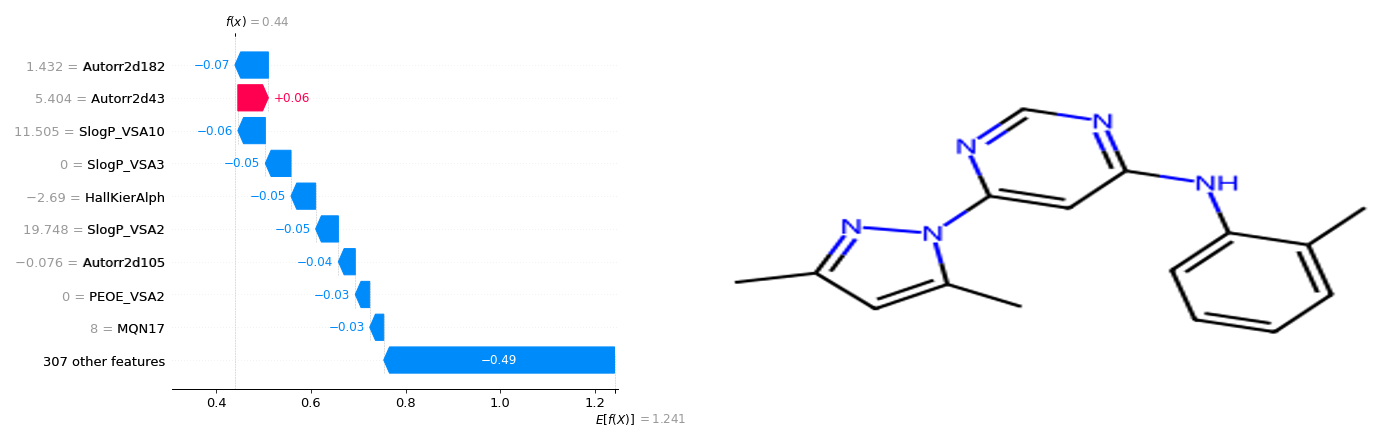 f(x) = 0.44
1.432 = Autorr2d182
−0.07
5.404 = Autorr2d43
+0.06
11.505 = SlogP_VSA10
−0.06
0 = SlogP_VSA3
−0.05
−2.69 = HallKierAlph
−0.05
19.748 = SlogP_VSA2
−0.05
−0.076 = Autorr2d105
−0.04
0 = PEOE_VSA2
−0.03
8 = MQN17
−0.03
307 other features
−0.49
0.4 0.6 0.8 1.0 1.2
E[f(X)] = 1.241
N
N
NH
N
N